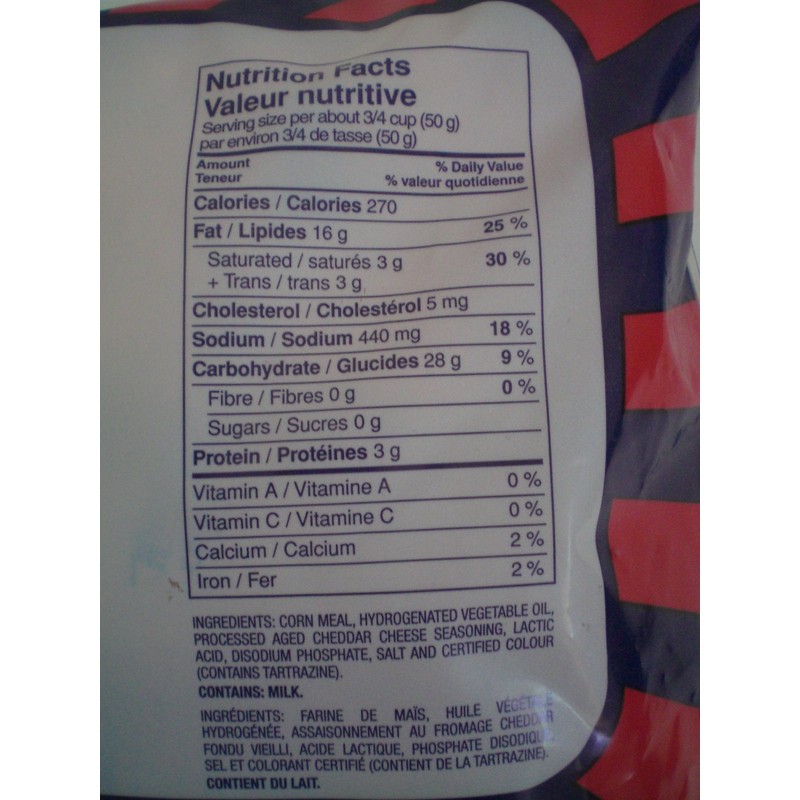 Nutrition Facts
Valeur nutritive
Serving size per about 3/4 cup (50 g)
par environ 3/4 de tasse (50 g)
Amount % Daily Value
Teneur % valeur quotidienne
Calories / Calories 270
Fat / Lipides 16 g 25 %
Saturated / saturés 3 g 30 %
+ Trans / trans 3 g
Cholesterol / Cholestérol 5 mg
Sodium / Sodium 440 mg 18 %
Carbohydrate / Glucides 28 g 9 %
Fibre / Fibres 0 g 0 %
Sugars / Sucres 0 g
Protein / Protéines 3 g
Vitamin A / Vitamine A 0 %
Vitamin C / Vitamine C 0 %
Calcium / Calcium 2 %
Iron / Fer 2 %
INGREDIENTS: CORN MEAL, HYDROGENATED VEGETABLE OIL,
PROCESSED AGED CHEDDAR CHEESE SEASONING, LACTIC
ACID, DISODIUM PHOSPHATE, SALT AND CERTIFIED COLOUR
(CONTAINS TARTRAZINE).
CONTAINS: MILK.
INGRÉDIENTS: FARINE DE MAÏS, HUILE VÉGÉTALE
HYDROGÉNÉE, ASSAISONNEMENT AU FROMAGE CHEDDAR
FONDU VIEILLI, ACIDE LACTIQUE, PHOSPHATE DISODIQUE,
SEL ET COLORANT CERTIFIÉ (CONTIENT DE LA TARTRAZINE).
CONTIENT DU LAIT.